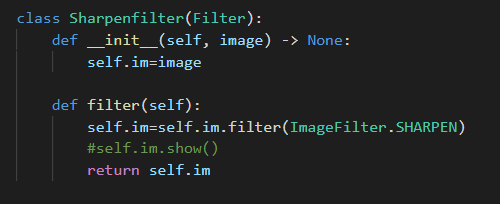 class Sharpenfilter(Filter):
    def __init__(self, image) -> None:
        self.im=image

    def filter(self):
        self.im=self.im.filter(ImageFilter.SHARPEN)
        #self.im.show()
        return self.im